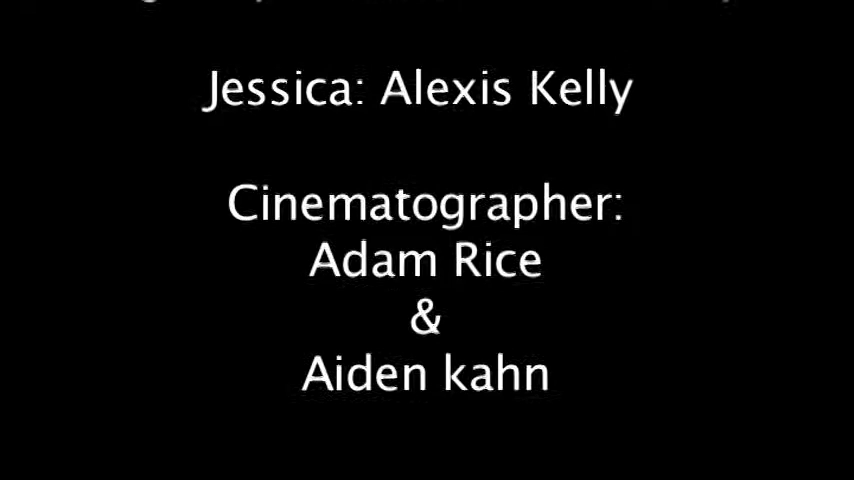 Jessica: Alexis Kelly
Cinematographer:
Adam Rice
&
Aiden kahn